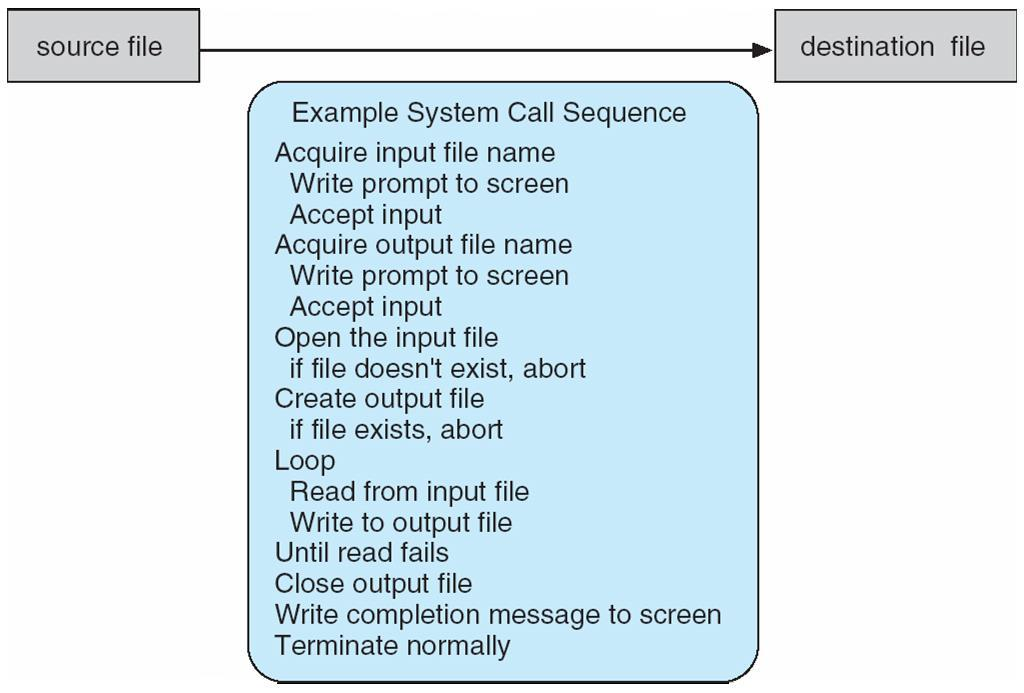 source file
destination file
Example System Call Sequence
Acquire input file name
Write prompt to screen
Accept input
Acquire output file name
Write prompt to screen
Accept input
Open the input file
if file doesn't exist, abort
Create output file
if file exists, abort
Loop
Read from input file
Write to output file
Until read fails
Close output file
Write completion message to screen
Terminate normally